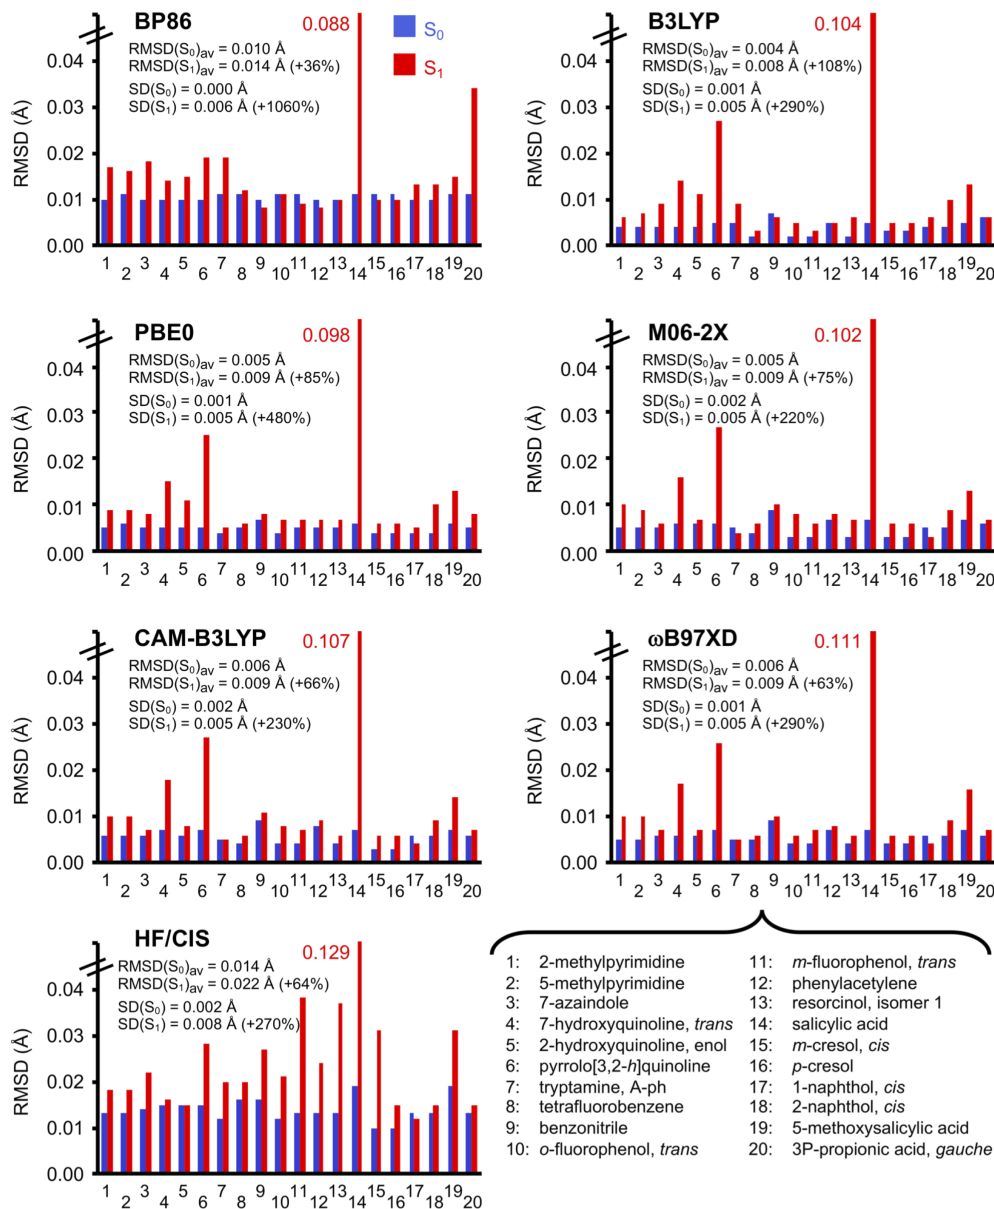 BP86
0.088
S₀
S₁
RMSD(S₀)av = 0.010 Å
RMSD(S₁)av = 0.014 Å (+36%)
SD(S₀) = 0.000 Å
SD(S₁) = 0.006 Å (+1060%)
RMSD (Å)
0.04
0.03
0.02
0.01
0.00
1 2 3 4 5 6 7 8 9 10 11 12 13 14 15 16 17 18 19 20
B3LYP
0.104
RMSD(S₀)av = 0.004 Å
RMSD(S₁)av = 0.008 Å (+108%)
SD(S₀) = 0.001 Å
SD(S₁) = 0.005 Å (+290%)
RMSD (Å)
0.04
0.03
0.02
0.01
0.00
1 2 3 4 5 6 7 8 9 10 11 12 13 14 15 16 17 18 19 20
PBE0
0.098
RMSD(S₀)av = 0.005 Å
RMSD(S₁)av = 0.009 Å (+85%)
SD(S₀) = 0.001 Å
SD(S₁) = 0.005 Å (+480%)
RMSD (Å)
0.04
0.03
0.02
0.01
0.00
1 2 3 4 5 6 7 8 9 10 11 12 13 14 15 16 17 18 19 20
M06-2X
0.102
RMSD(S₀)av = 0.005 Å
RMSD(S₁)av = 0.009 Å (+75%)
SD(S₀) = 0.002 Å
SD(S₁) = 0.005 Å (+220%)
RMSD (Å)
0.04
0.03
0.02
0.01
0.00
1 2 3 4 5 6 7 8 9 10 11 12 13 14 15 16 17 18 19 20
CAM-B3LYP
0.107
RMSD(S₀)av = 0.006 Å
RMSD(S₁)av = 0.009 Å (+66%)
SD(S₀) = 0.002 Å
SD(S₁) = 0.005 Å (+230%)
RMSD (Å)
0.04
0.03
0.02
0.01
0.00
1 2 3 4 5 6 7 8 9 10 11 12 13 14 15 16 17 18 19 20
ωB97XD
0.111
RMSD(S₀)av = 0.006 Å
RMSD(S₁)av = 0.009 Å (+63%)
SD(S₀) = 0.001 Å
SD(S₁) = 0.005 Å (+290%)
RMSD (Å)
0.04
0.03
0.02
0.01
0.00
1 2 3 4 5 6 7 8 9 10 11 12 13 14 15 16 17 18 19 20
HF/CIS
0.129
RMSD(S₀)av = 0.014 Å
RMSD(S₁)av = 0.022 Å (+64%)
SD(S₀) = 0.002 Å
SD(S₁) = 0.008 Å (+270%)
RMSD (Å)
0.04
0.03
0.02
0.01
0.00
1 2 3 4 5 6 7 8 9 10 11 12 13 14 15 16 17 18 19 20
1: 2-methylpyrimidine
2: 5-methylpyrimidine
3: 7-azaindole
4: 7-hydroxyquinoline, trans
5: 2-hydroxyquinoline, enol
6: pyrrolo[3,2-h]quinoline
7: tryptamine, A-ph
8: tetrafluorobenzene
9: benzonitrile
10: o-fluorophenol, trans
11: m-fluorophenol, trans
12: phenylacetylene
13: resorcinol, isomer 1
14: salicylic acid
15: m-cresol, cis
16: p-cresol
17: 1-naphthol, cis
18: 2-naphthol, cis
19: 5-methoxysalicylic acid
20: 3P-propionic acid, gauche